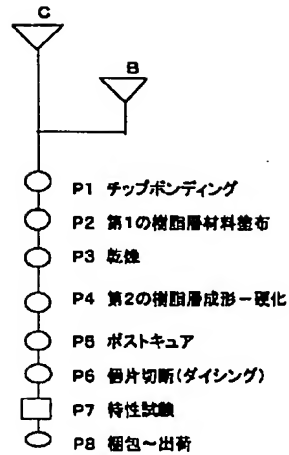 C
B
P1 チップボンディング
P2 第1の樹脂層材料塗布
P3 乾燥
P4 第2の樹脂層成形－硬化
P5 ポストキュア
P6 個片切断(ダイシング)
P7 特性試験
P8 梱包～出荷